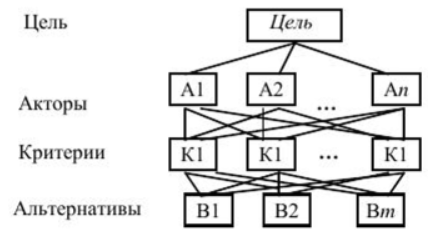 Цель Цель
Акторы А1 А2 ... Аn
Критерии К1 К1 ... К1
Альтернативы В1 В2 Вm